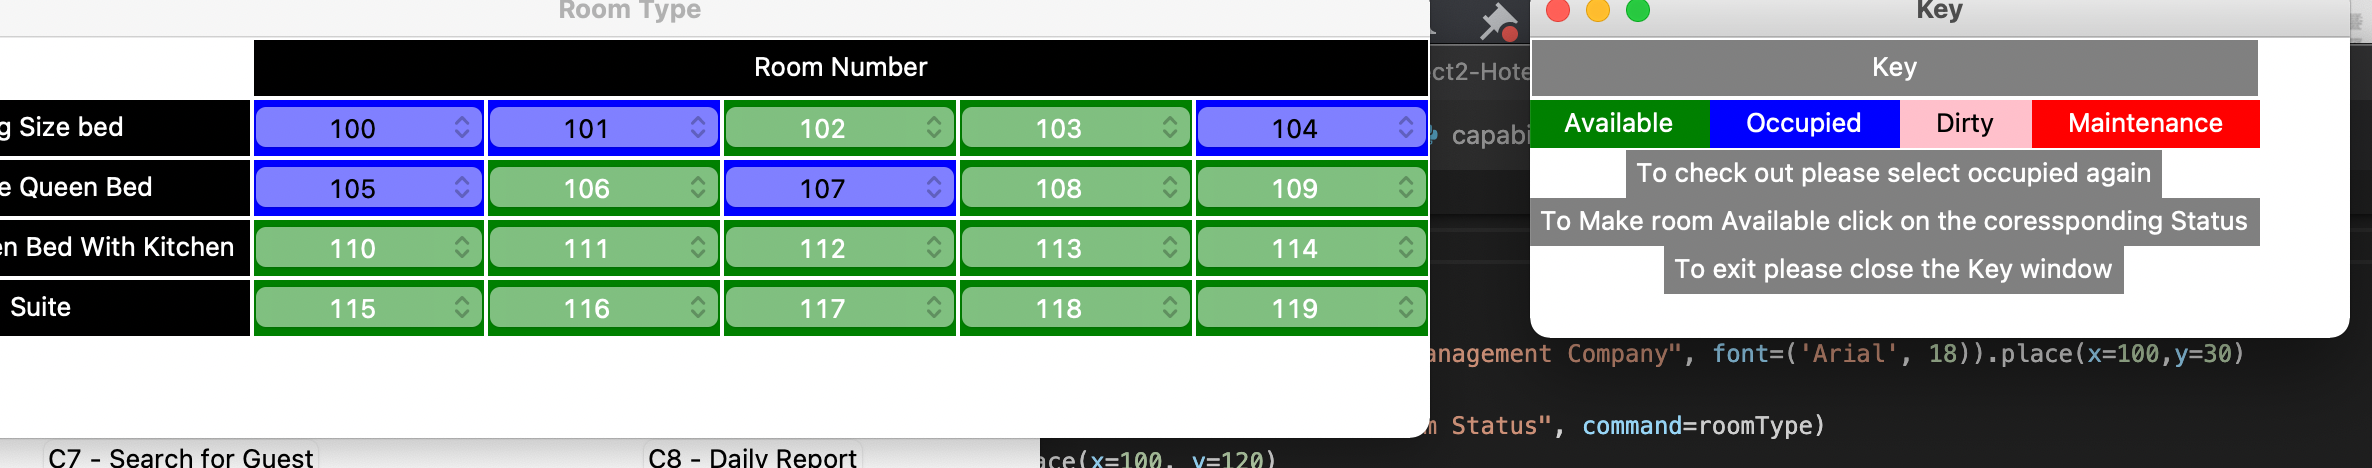 Room Type
Room Number
g Size bed 100 101 102 103 104
e Queen Bed 105 106 107 108 109
en Bed With Kitchen 110 111 112 113 114
Suite 115 116 117 118 119
C7 - Search for Guest C8 - Daily Report
Key
Key
Available Occupied Dirty Maintenance
To check out please select occupied again
To Make room Available click on the coressponding Status
To exit please close the Key window
ct2-Hote
capabi
anagement Company", font=('Arial', 18)).place(x=100,y=30)
m Status", command=roomType)
ace(x=100, y=120)